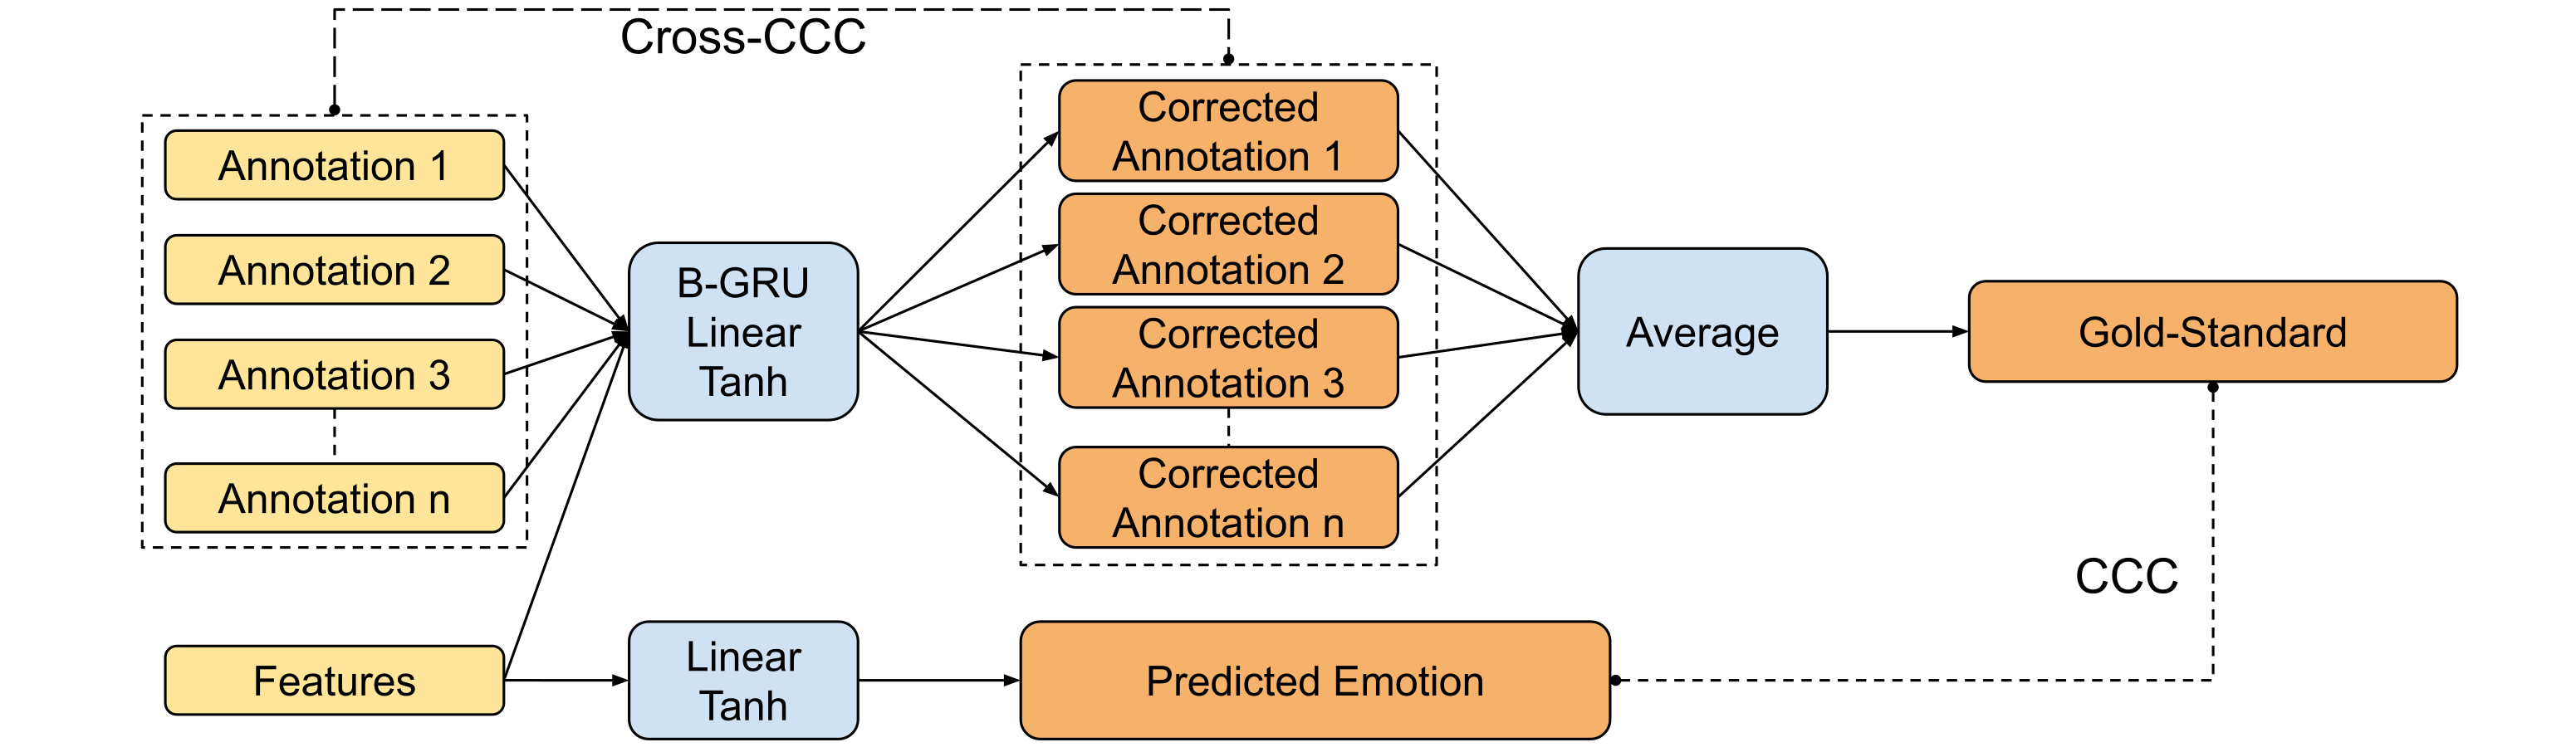 Cross-CCC
Annotation 1
Annotation 2
Annotation 3
Annotation n
Features
B-GRU
Linear
Tanh
Linear
Tanh
Corrected
Annotation 1
Corrected
Annotation 2
Corrected
Annotation 3
Corrected
Annotation n
Predicted Emotion
Average
Gold-Standard
CCC